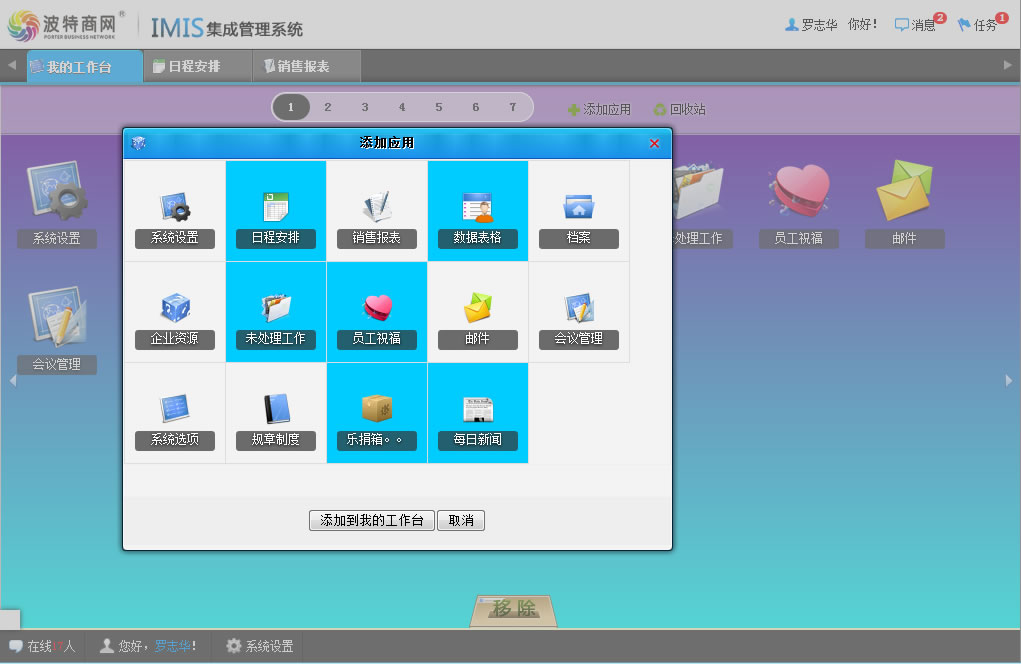 波特商网®
PORTER BUSINESS NETWORK
IMIS集成管理系统
罗志华 你好! 消息 2 任务 1
我的工作台 日程安排 销售报表
1 2 3 4 5 6 7 添加应用 回收站
添加应用
系统设置 日程安排 销售报表 数据表格 档案
系统设置 处理工作 员工祝福 邮件
企业资源 未处理工作 员工祝福 邮件 会议管理
会议管理
系统选项 规章制度 乐捐箱。。 每日新闻
添加到我的工作台 取消
移除
在线17人 您好，罗志华! 系统设置